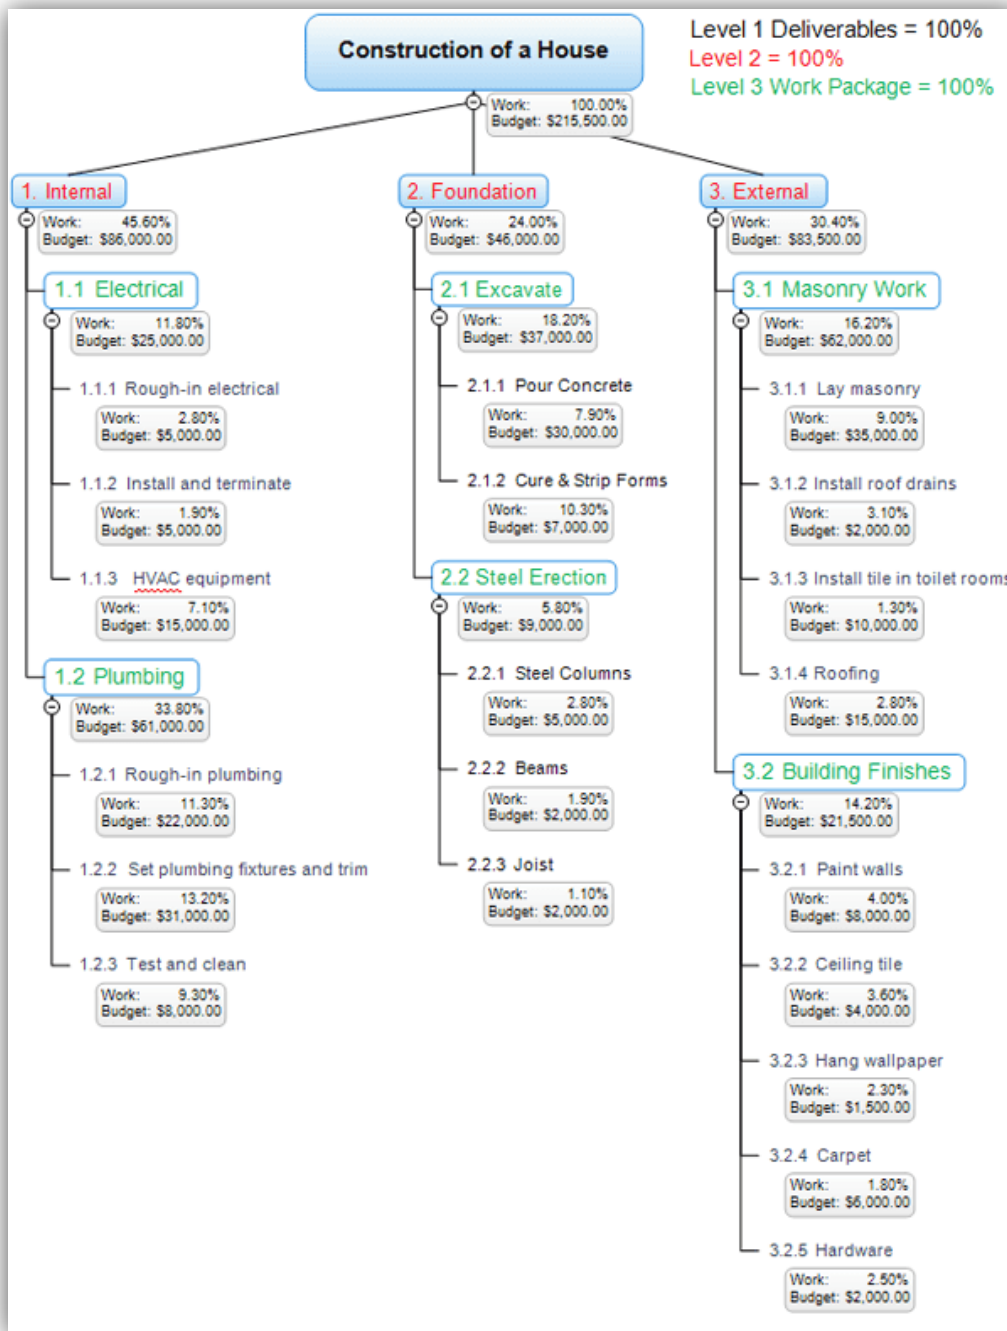 Construction of a House
Level 1 Deliverables = 100%
Level 2 = 100%
Level 3 Work Package = 100%
Work: 100.00%
Budget: $215,500.00
1. Internal
Work: 45.60%
Budget: $86,000.00
1.1 Electrical
Work: 11.80%
Budget: $25,000.00
1.1.1 Rough-in electrical
Work: 2.80%
Budget: $5,000.00
1.1.2 Install and terminate
Work: 1.90%
Budget: $5,000.00
1.1.3 HVAC equipment
Work: 7.10%
Budget: $15,000.00
1.2 Plumbing
Work: 33.80%
Budget: $61,000.00
1.2.1 Rough-in plumbing
Work: 11.30%
Budget: $22,000.00
1.2.2 Set plumbing fixtures and trim
Work: 13.20%
Budget: $31,000.00
1.2.3 Test and clean
Work: 9.30%
Budget: $8,000.00
2. Foundation
Work: 24.00%
Budget: $46,000.00
2.1 Excavate
Work: 18.20%
Budget: $37,000.00
2.1.1 Pour Concrete
Work: 7.90%
Budget: $30,000.00
2.1.2 Cure & Strip Forms
Work: 10.30%
Budget: $7,000.00
2.2 Steel Erection
Work: 5.80%
Budget: $9,000.00
2.2.1 Steel Columns
Work: 2.80%
Budget: $5,000.00
2.2.2 Beams
Work: 1.90%
Budget: $2,000.00
2.2.3 Joist
Work: 1.10%
Budget: $2,000.00
3. External
Work: 30.40%
Budget: $83,500.00
3.1 Masonry Work
Work: 16.20%
Budget: $62,000.00
3.1.1 Lay masonry
Work: 9.00%
Budget: $35,000.00
3.1.2 Install roof drains
Work: 3.10%
Budget: $2,000.00
3.1.3 Install tile in toilet rooms
Work: 1.30%
Budget: $10,000.00
3.1.4 Roofing
Work: 2.80%
Budget: $15,000.00
3.2 Building Finishes
Work: 14.20%
Budget: $21,500.00
3.2.1 Paint walls
Work: 4.00%
Budget: $8,000.00
3.2.2 Ceiling tile
Work: 3.60%
Budget: $4,000.00
3.2.3 Hang wallpaper
Work: 2.30%
Budget: $1,500.00
3.2.4 Carpet
Work: 1.80%
Budget: $6,000.00
3.2.5 Hardware
Work: 2.50%
Budget: $2,000.00